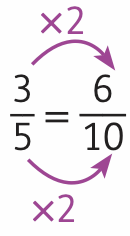 ×2
3/5 = 6/10
×2